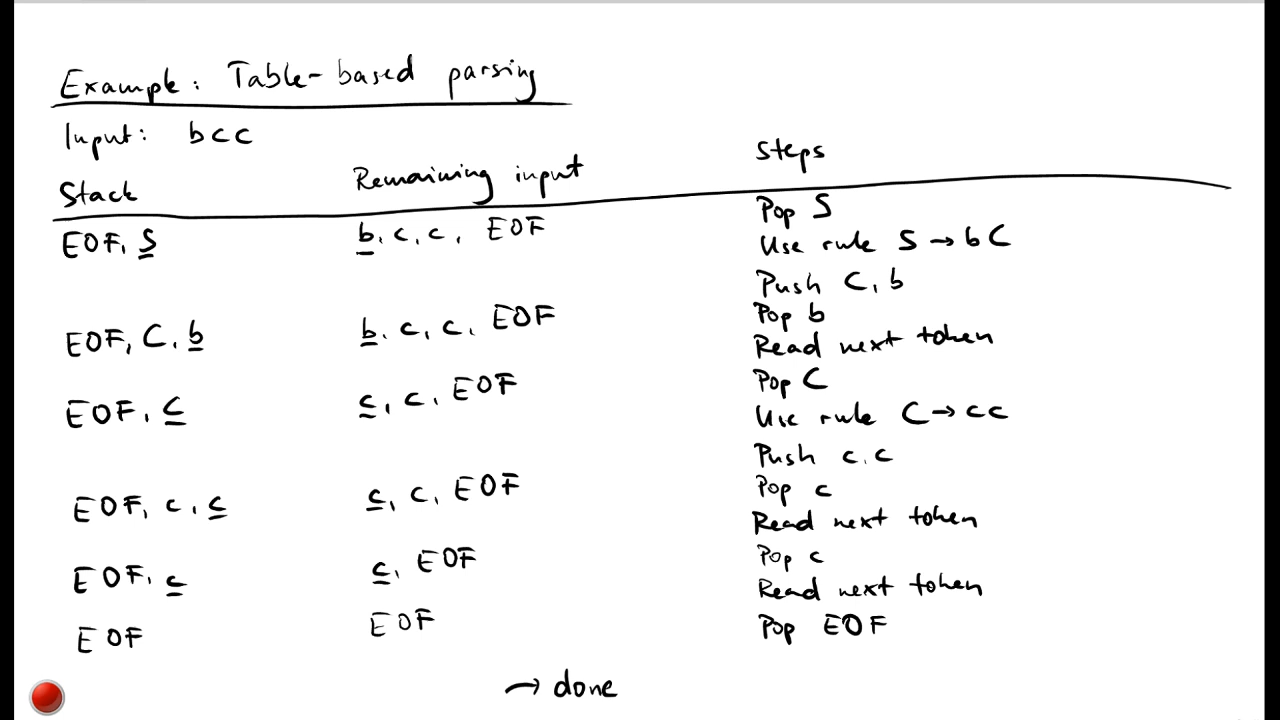 Example: Table-based parsing
Input: bcc
Stack Remaining input Steps
EOF, S b, c, c, EOF Pop S
Use rule S → bC
Push C, b
EOF, C, b b, c, c, EOF Pop b
Read next token
EOF, C c, c, EOF Pop C
Use rule C → cc
Push c, c
EOF, c, c c, c, EOF Pop c
Read next token
EOF, c c, EOF Pop c
Read next token
EOF EOF Pop EOF
→ done